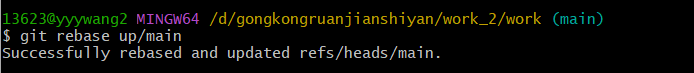 13623@yyywang2 MINGW64 /d/gongkongruanjianshiyan/work_2/work (main)
$ git rebase up/main
Successfully rebased and updated refs/heads/main.